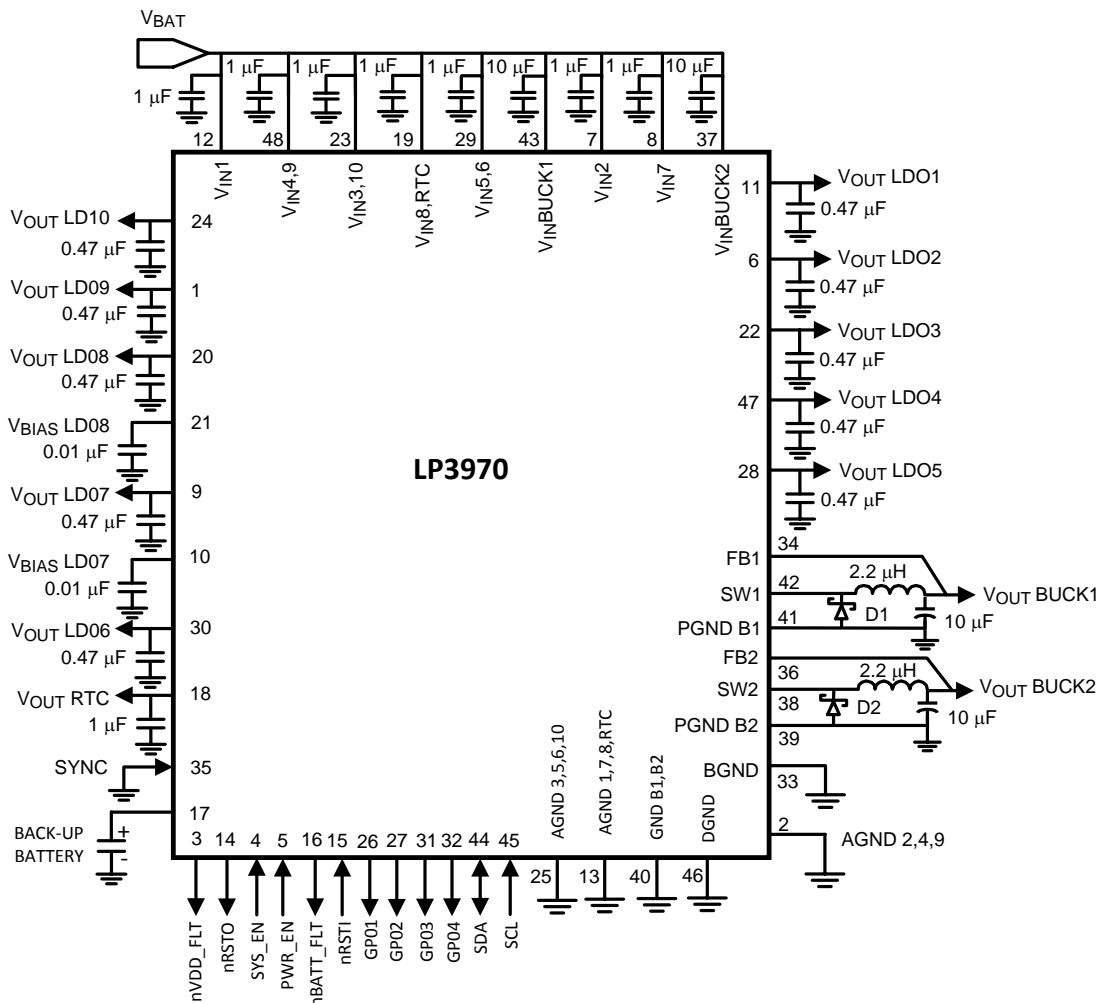 VBAT
1 µF 1 µF 1 µF 1 µF 10 µF 1 µF 1 µF 10 µF
1 µF
12 48 23 19 29 43 7 8 37
VIN1
VIN4,9
VIN3,10
VIN8,RTC
VIN5,6
VINBUCK1
VIN2
VIN7
VINBUCK2
VOUT LD10 24
0.47 µF
VOUT LD09 1
0.47 µF
VOUT LD08 20
0.47 µF
VBIAS LD08 21
0.01 µF
VOUT LD07 9
0.47 µF
VBIAS LD07 10
0.01 µF
VOUT LD06 30
0.47 µF
VOUT RTC 18
1 µF
SYNC 35
17
BACK-UP +
BATTERY -
LP3970
11 VOUT LDO1
0.47 µF
6 VOUT LDO2
0.47 µF
22 VOUT LDO3
0.47 µF
47 VOUT LDO4
0.47 µF
28 VOUT LDO5
0.47 µF
34
FB1
2.2 µH
SW1 42
VOUT BUCK1
D1
10 µF
PGND B1 41
FB2
36
2.2 µH
SW2
38
VOUT BUCK2
D2
10 µF
PGND B2
39
BGND
33
2
AGND 2,4,9
AGND 3,5,6,10
AGND 1,7,8,RTC
GND B1,B2
DGND
3 14 4 5 16 15 26 27 31 32 44 45
25 13 40 46
nVDD_FLT
nRSTO
SYS_EN
PWR_EN
nBATT_FLT
nRSTI
GP01
GP02
GP03
GP04
SDA
SCL